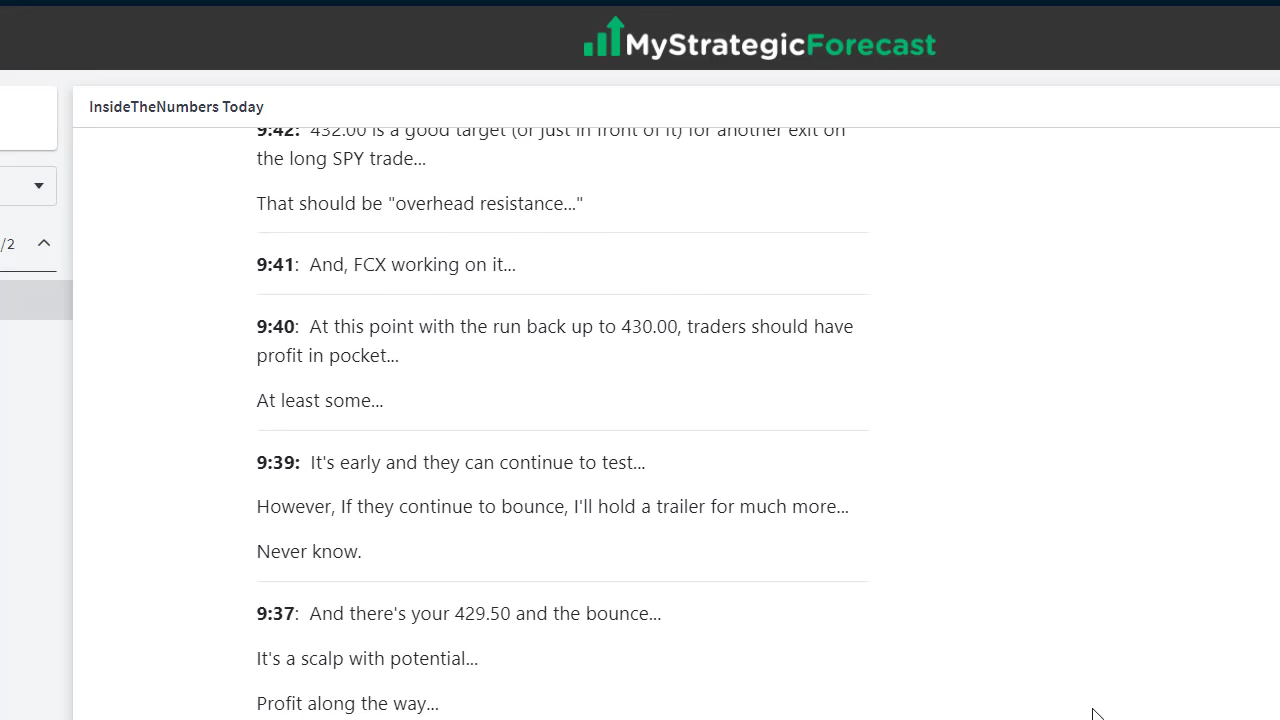 MyStrategicForecast
InsideTheNumbers Today
9:42: 432.00 is a good target (or just in front of it) for another exit on
the long SPY trade...
That should be "overhead resistance..."
/2
9:41: And, FCX working on it...
9:40: At this point with the run back up to 430.00, traders should have
profit in pocket...
At least some...
9:39: It's early and they can continue to test...
However, If they continue to bounce, I'll hold a trailer for much more...
Never know.
9:37: And there's your 429.50 and the bounce...
It's a scalp with potential...
Profit along the way...